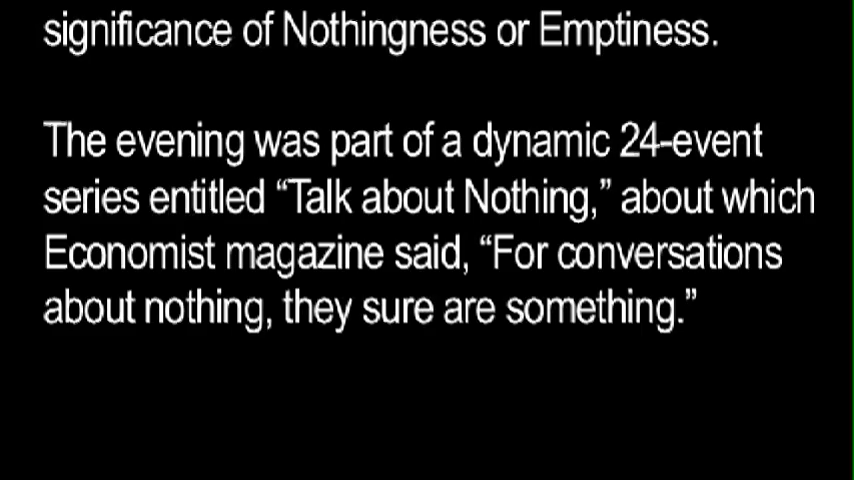 significance of Nothingness or Emptiness.
The evening was part of a dynamic 24-event
series entitled “Talk about Nothing,” about which
Economist magazine said, “For conversations
about nothing, they sure are something.”